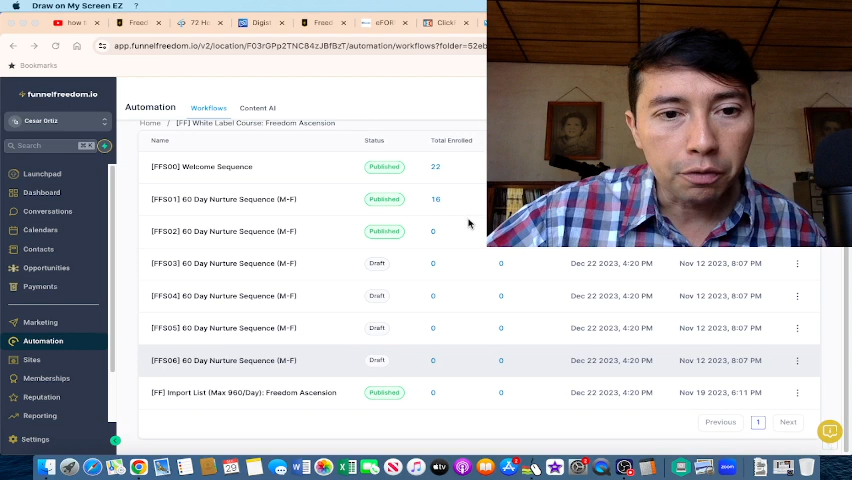 Draw on My Screen EZ
how t
Freed
72 Ho
Digist
Freed
eFOR
ClickF
app.funnelfreedom.io/v2/location/F03rGPp2TNC84zJBfBzT/automation/workflows?folder=52eb
Bookmarks
funnelfreedom.io
Cesar Ortiz
Search
⌘ K
Launchpad
Dashboard
Conversations
Calendars
Contacts
Opportunities
Payments
Marketing
Automation
Sites
Memberships
Reputation
Reporting
Settings
Automation Workflows Content AI
Home / [FF] White Label Course: Freedom Ascension
Name Status Total Enrolled
[FFS00] Welcome Sequence Published 22
[FFS01] 60 Day Nurture Sequence (M-F) Published 16
[FFS02] 60 Day Nurture Sequence (M-F) Published 0
[FFS03] 60 Day Nurture Sequence (M-F) Draft 0 0 Dec 22 2023, 4:20 PM Nov 12 2023, 8:07 PM
[FFS04] 60 Day Nurture Sequence (M-F) Draft 0 0 Dec 22 2023, 4:20 PM Nov 12 2023, 8:07 PM
[FFS05] 60 Day Nurture Sequence (M-F) Draft 0 0 Dec 22 2023, 4:20 PM Nov 12 2023, 8:07 PM
[FFS06] 60 Day Nurture Sequence (M-F) Draft 0 0 Dec 22 2023, 4:20 PM Nov 12 2023, 8:07 PM
[FF] Import List (Max 960/Day): Freedom Ascension Published 0 0 Dec 22 2023, 4:20 PM Nov 19 2023, 6:11 PM
Previous 1 Next
29
tv
zoom